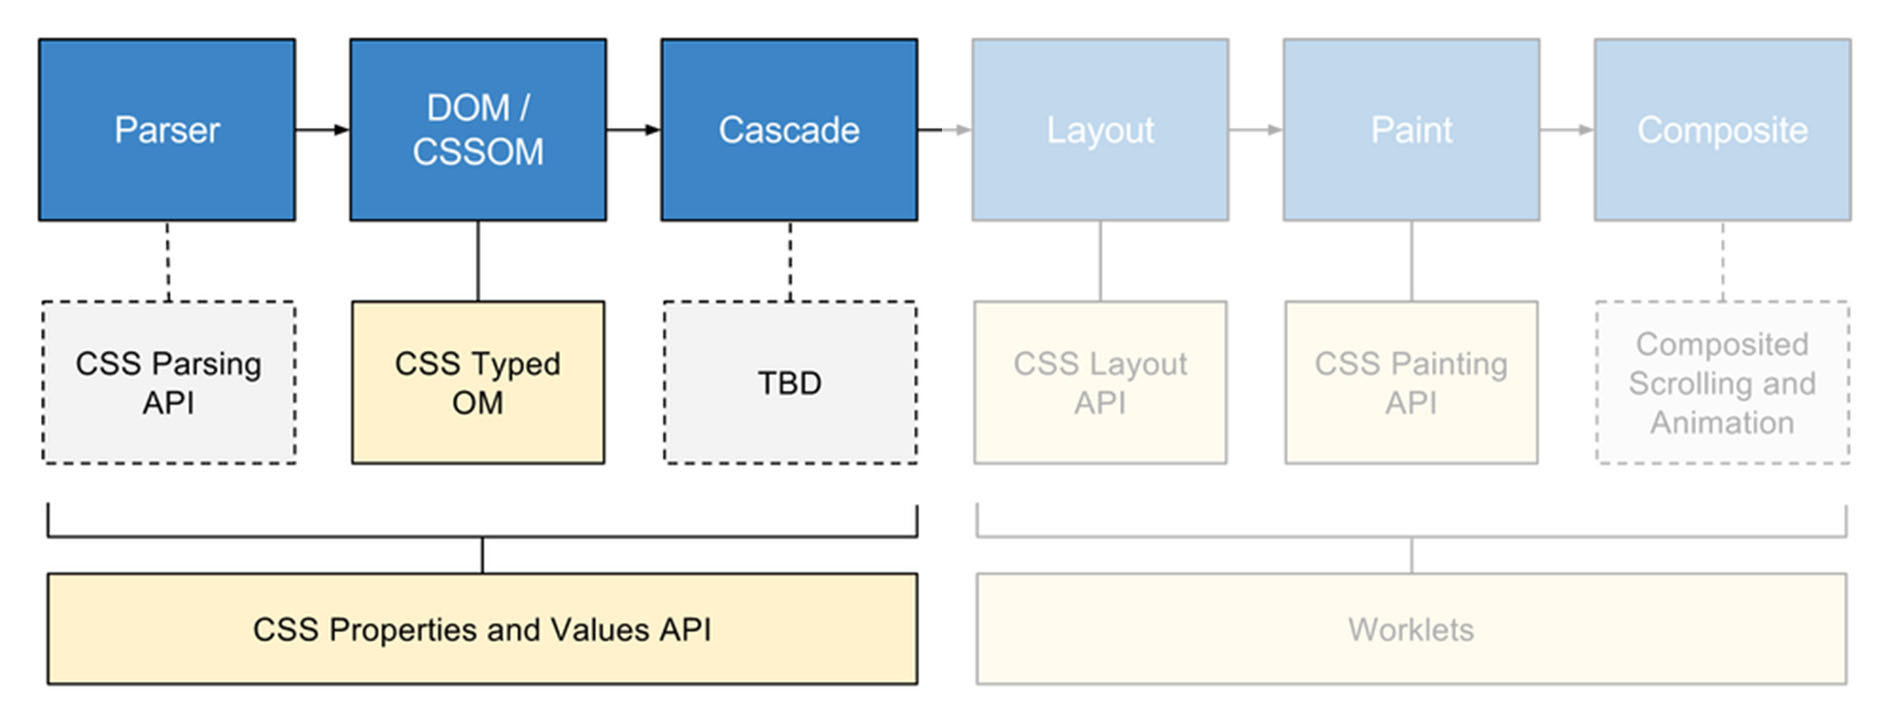 Parser
DOM /
CSSOM
Cascade
Layout
Paint
Composite
CSS Parsing
API
CSS Typed
OM
TBD
CSS Layout
API
CSS Painting
API
Composited
Scrolling and
Animation
CSS Properties and Values API
Worklets